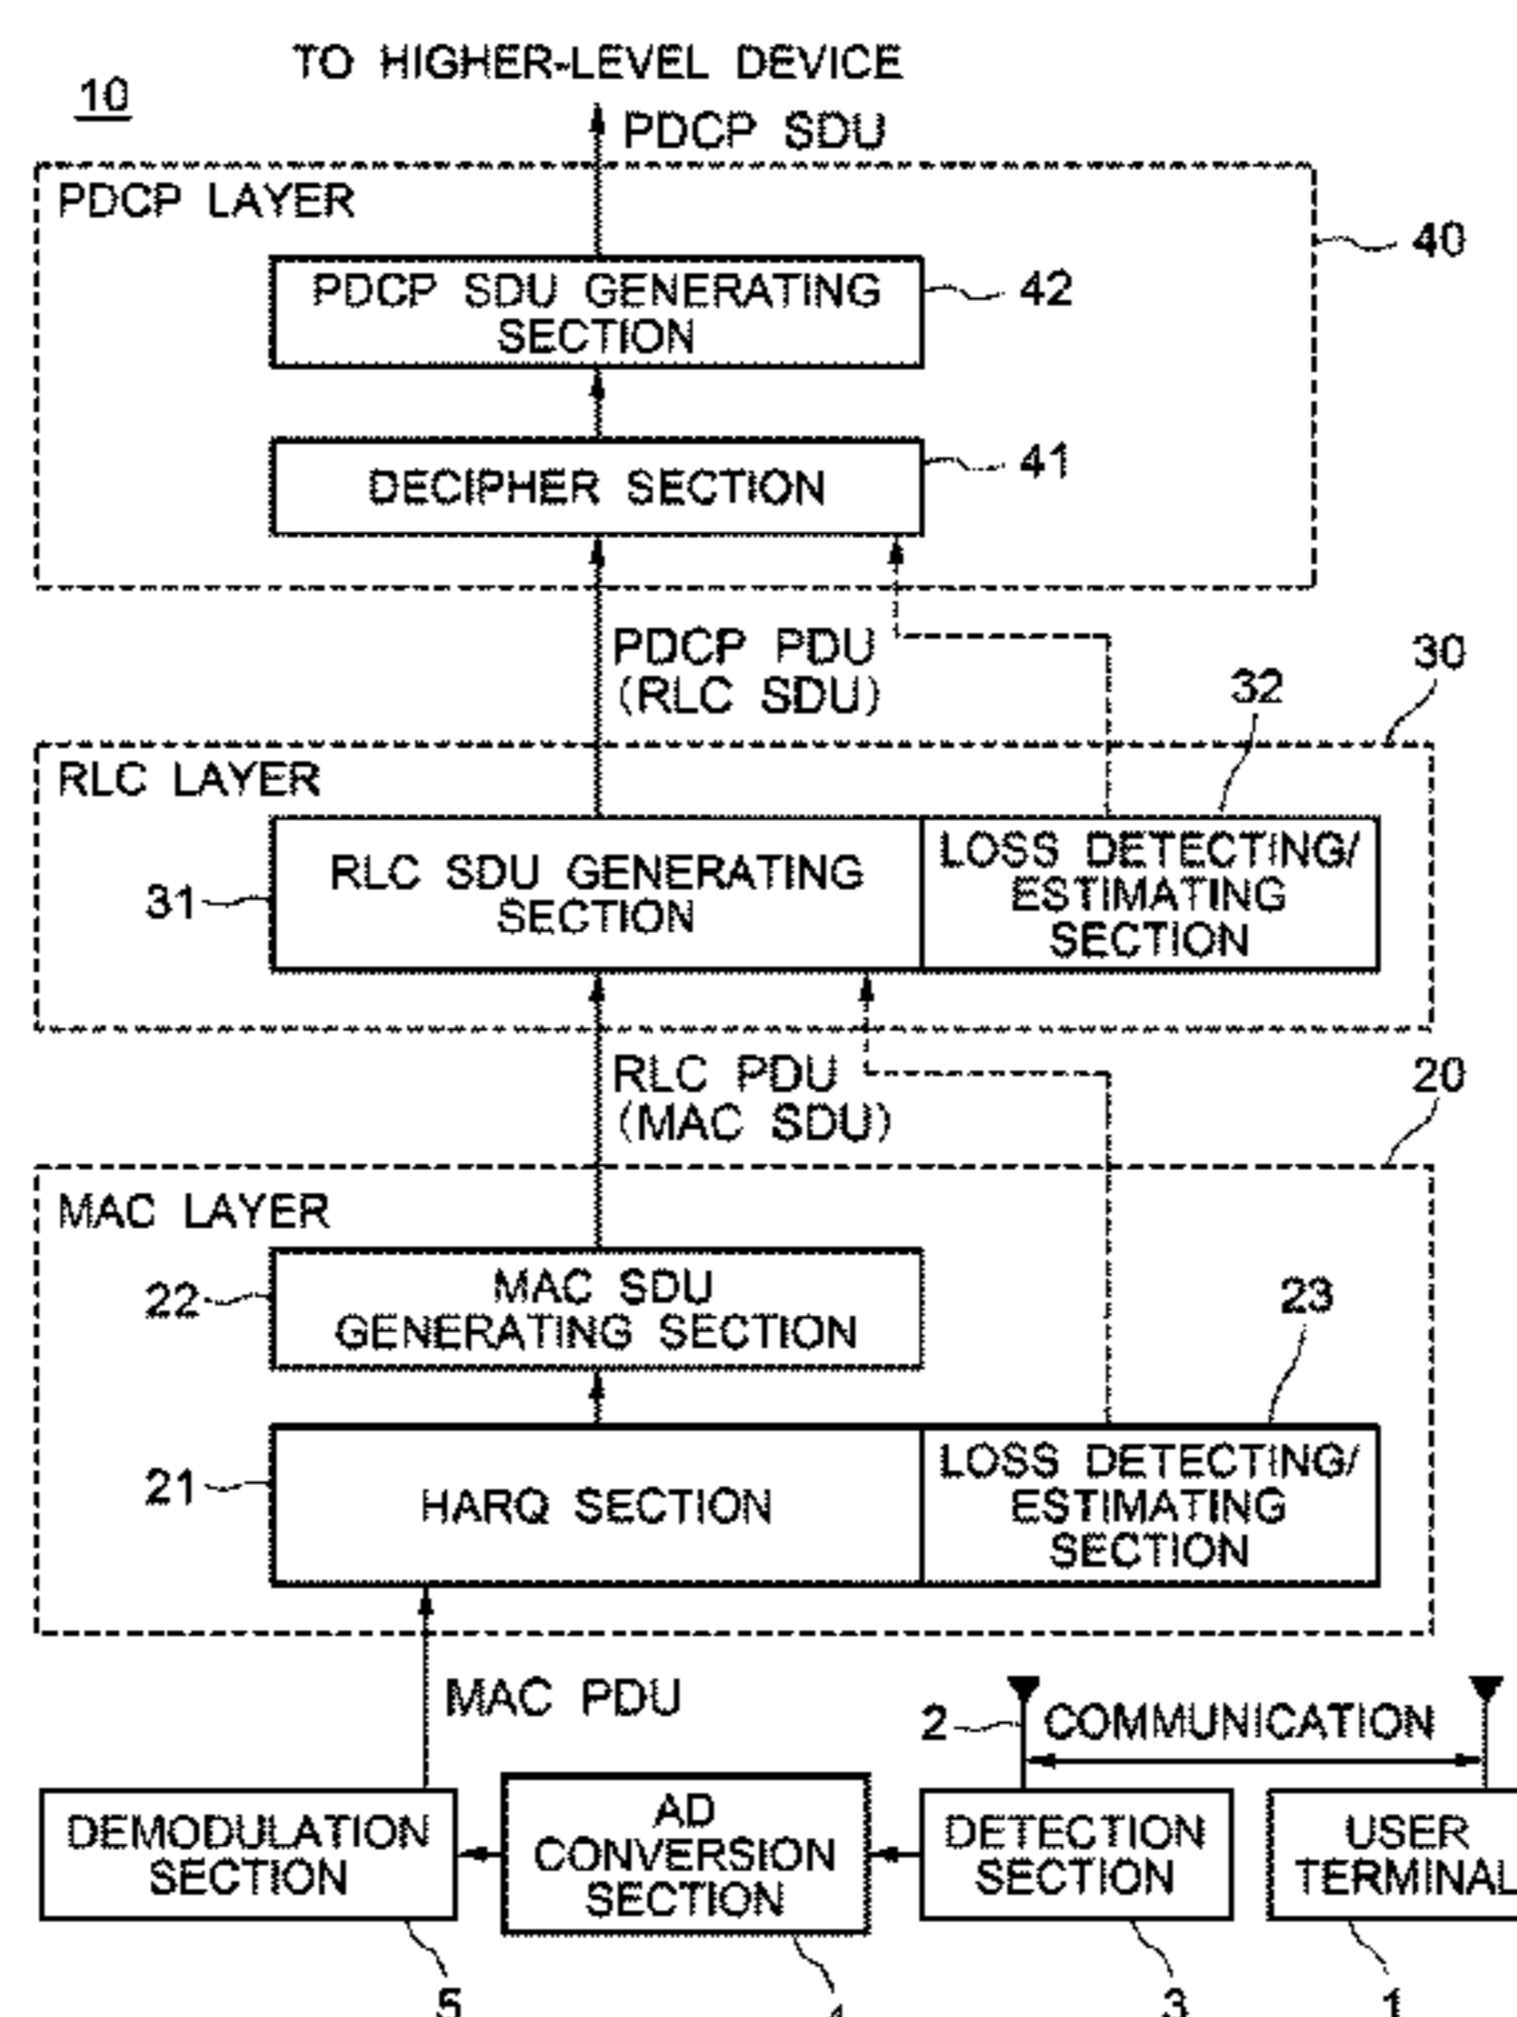 TO HIGHER-LEVEL DEVICE
10
PDCP SDU
PDCP LAYER
40
PDCP SDU GENERATING
SECTION
42
DECIPHER SECTION
41
PDCP PDU
(RLC SDU)
30
32
RLC LAYER
RLC SDU GENERATING
SECTION
31
LOSS DETECTING/
ESTIMATING
SECTION
RLC PDU
(MAC SDU)
20
MAC LAYER
22
MAC SDU
GENERATING SECTION
23
21
HARQ SECTION
LOSS DETECTING/
ESTIMATING
SECTION
MAC PDU
2
COMMUNICATION
DEMODULATION
SECTION
AD
CONVERSION
SECTION
DETECTION
SECTION
USER
TERMINAL
5
4
3
1